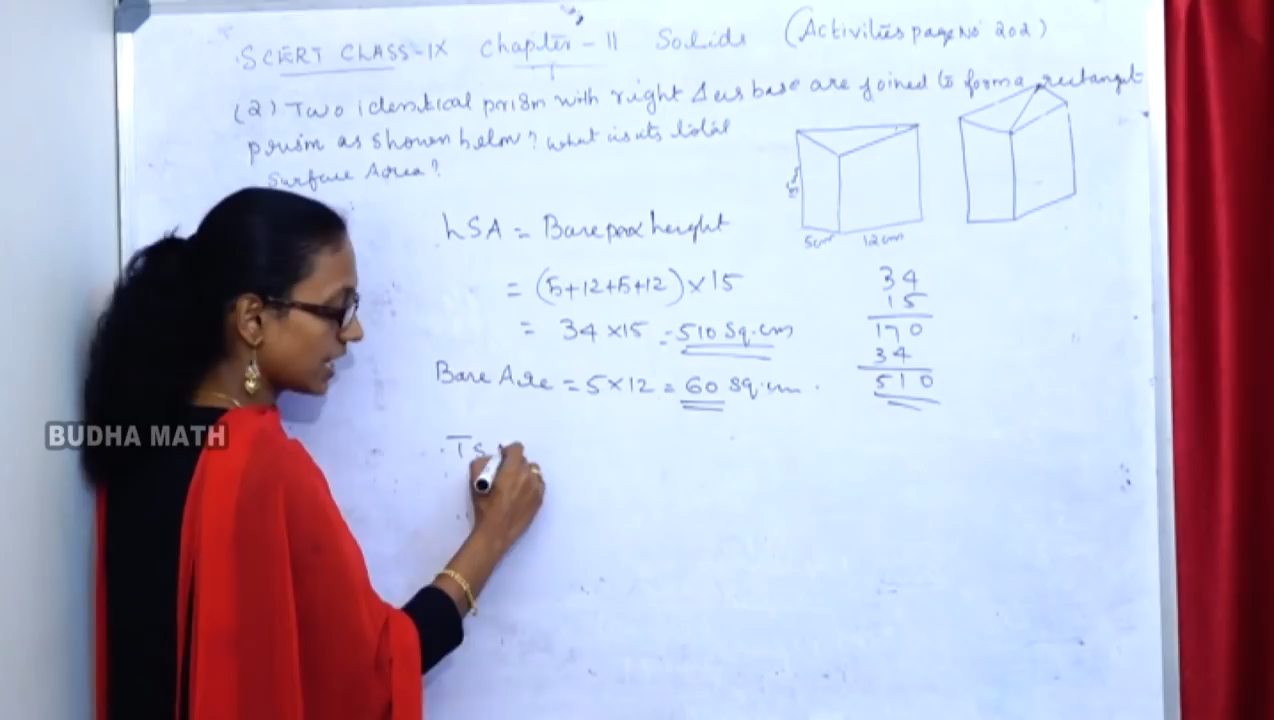 SCERT CLASS-IX Chapter-11 Solids (Activities page No 202)
(2) Two identical prism with right Δ base are joined to form a rectangul
prism as shown below? what is its total
Surface Area?
LSA = Base peri x height
= (5+12+5+12) × 15
= 34 × 15 = 510 Sq.cm
Base Are = 5 × 12 = 60 sq.cm
TS
5cm 12cm
34
15
170
34
510
BUDHA MATH